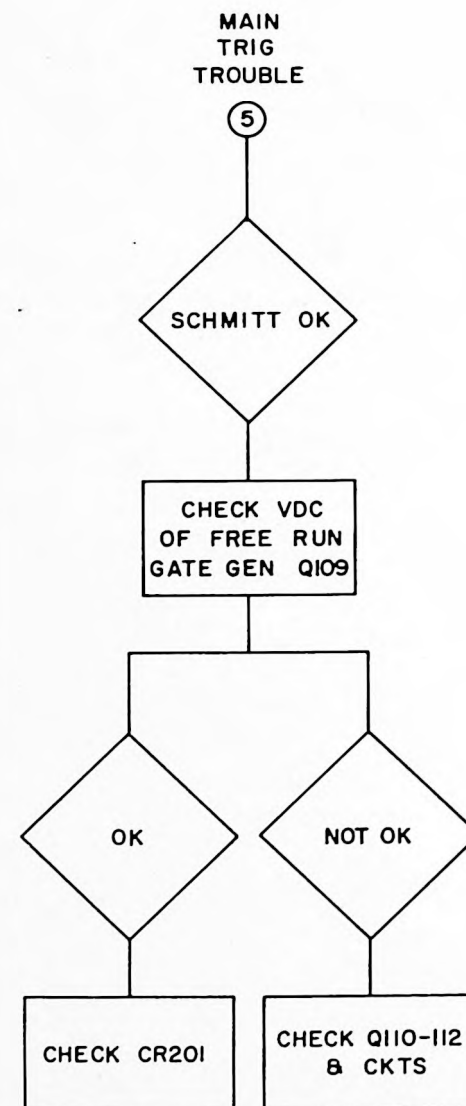 MAIN
TRIG
TROUBLE
5
SCHMITT OK
CHECK VDC
OF FREE RUN
GATE GEN Q109
OK
NOT OK
CHECK CR201
CHECK Q110-112
& CKTS